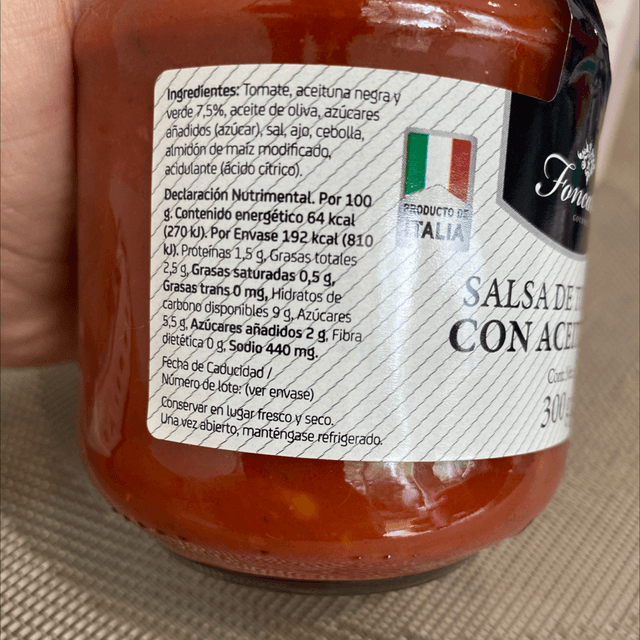 Ingredientes: Tomate, aceituna negra y
verde 7,5%, aceite de oliva, azúcares
añadidos (azúcar), sal, ajo, cebolla,
almidón de maíz modificado,
acidulante (ácido cítrico).
Declaración Nutrimental. Por 100
g. Contenido energético 64 kcal
(270 kJ). Por Envase 192 kcal (810
kJ). Proteínas 1,5 g, Grasas totales
2,5 g, Grasas saturadas 0,5 g,
Grasas trans 0 mg, Hidratos de
carbono disponibles 9 g, Azúcares
5,5 g, Azúcares añadidos 2 g, Fibra
dietética 0 g, Sodio 440 mg.
Fecha de Caducidad /
Número de lote: (ver envase)
Conservar en lugar fresco y seco.
Una vez abierto, manténgase refrigerado.
PRODUCTO DE
ITALIA
SALSA DE
CON
300